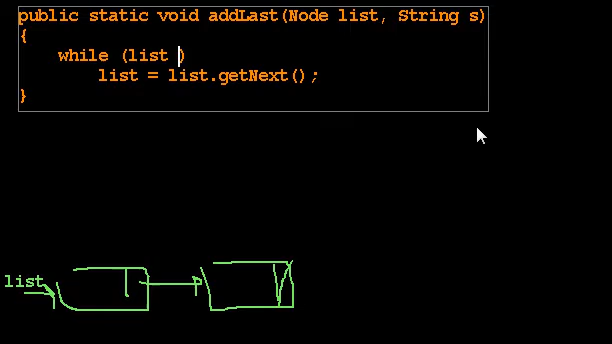 public static void addLast(Node list, String s)
{
    while (list )
        list = list.getNext();
}
list